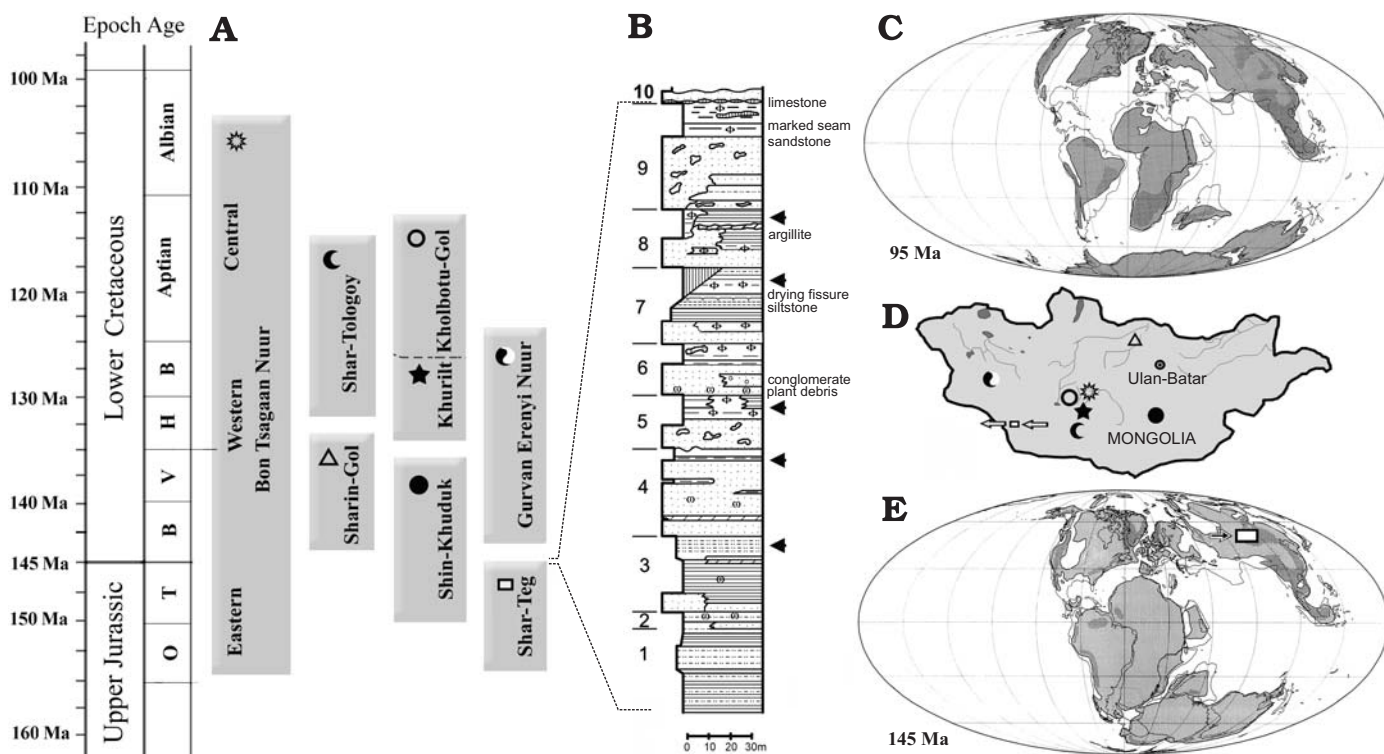 Epoch Age
A
100 Ma
110 Ma
120 Ma
130 Ma
140 Ma
145 Ma
150 Ma
160 Ma
Lower Cretaceous
Upper Jurassic
Albian
Aptian
B
H
V
B
T
O
Eastern
Western
Central
Bon Tsagaan Nuur
Shar-Tologoy
Sharin-Gol
Khurilt
Kholbotu-Gol
Shin-Khuduk
Gurvan Erenyi Nuur
Shar-Teg
B
10
9
8
7
6
5
4
3
2
1
limestone
marked seam
sandstone
argillite
drying fissure
siltstone
conglomerate
plant debris
0 10 20 30m
C
95 Ma
D
Ulan-Batar
MONGOLIA
E
145 Ma